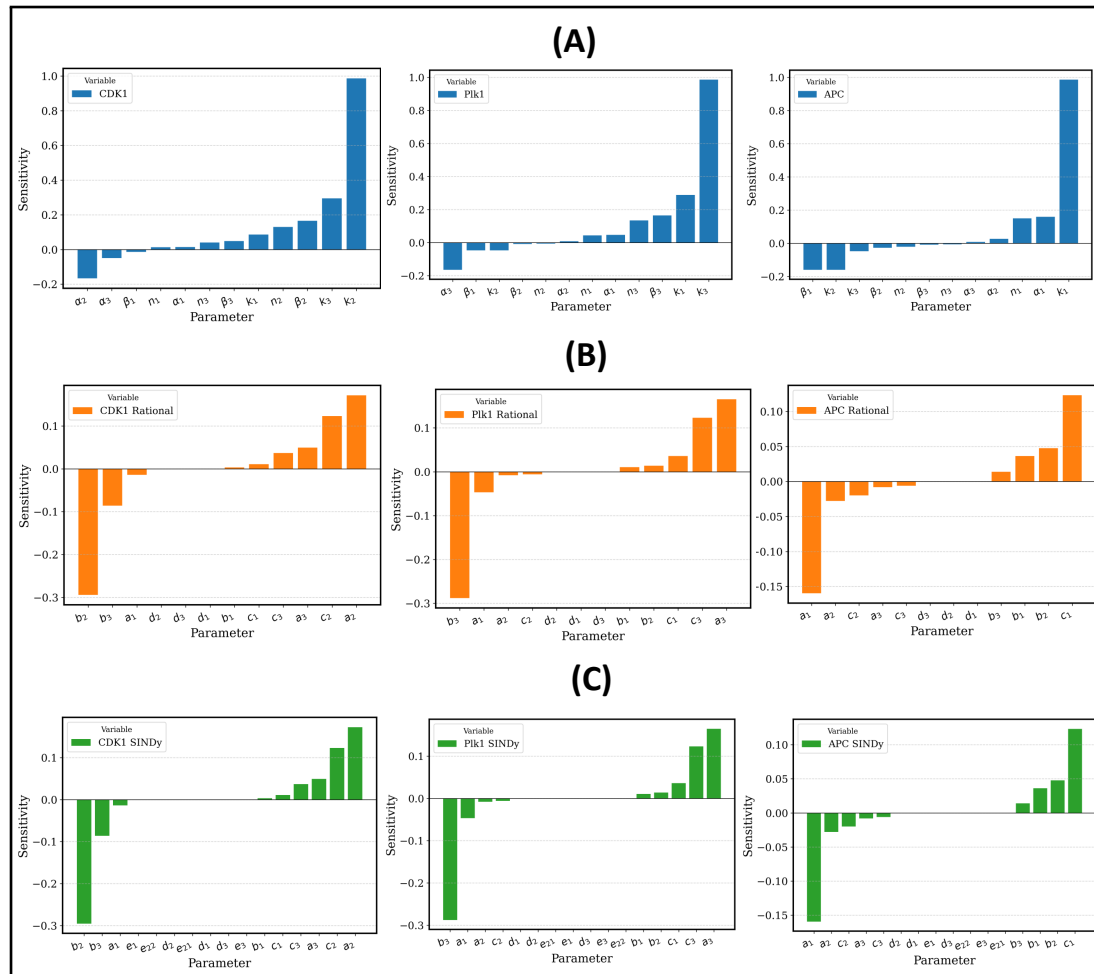 (A)
Variable
CDK1
Sensitivity
1.0
0.8
0.6
0.4
0.2
0.0
−0.2
α₂ α₃ β₁ n₁ α₁ n₃ β₃ k₁ n₂ β₂ k₃ k₂
Parameter
Variable
Plk1
Sensitivity
1.0
0.8
0.6
0.4
0.2
0.0
−0.2
α₃ β₁ k₂ β₂ n₂ α₂ n₁ α₁ n₃ β₃ k₁ k₃
Parameter
Variable
APC
Sensitivity
1.0
0.8
0.6
0.4
0.2
0.0
−0.2
β₁ k₂ k₃ β₂ n₂ β₃ n₃ α₃ α₂ n₁ α₁ k₁
Parameter
(B)
Variable
CDK1 Rational
Sensitivity
0.1
0.0
−0.1
−0.2
−0.3
b₂ b₃ a₁ d₂ d₃ d₁ b₁ c₁ c₃ a₃ c₂ a₂
Parameter
Variable
Plk1 Rational
Sensitivity
0.1
0.0
−0.1
−0.2
−0.3
b₃ a₁ a₂ c₂ d₂ d₁ d₃ b₁ b₂ c₁ c₃ a₃
Parameter
Variable
APC Rational
Sensitivity
0.10
0.05
0.00
-0.05
-0.10
-0.15
a₁ a₂ c₂ a₃ c₃ d₃ d₂ d₁ b₃ b₁ b₂ c₁
Parameter
(C)
Variable
CDK1 SINDy
Sensitivity
0.1
0.0
−0.1
−0.2
−0.3
b₂ b₃ a₁ e₁ e₂₂ d₂ e₂₁ d₁ d₃ e₃ b₁ c₁ c₃ a₃ c₂ a₂
Parameter
Variable
Plk1 SINDy
Sensitivity
0.1
0.0
−0.1
−0.2
−0.3
b₃ a₁ a₂ c₂ d₁ d₂ e₂₁ e₁ d₃ e₃ e₂₂ b₁ b₂ c₁ c₃ a₃
Parameter
Variable
APC SINDy
Sensitivity
0.10
0.05
0.00
−0.05
−0.10
−0.15
a₁ a₂ c₂ a₃ c₃ d₂ d₁ e₁ d₃ e₂₂ e₃ e₂₁ b₃ b₁ b₂ c₁
Parameter